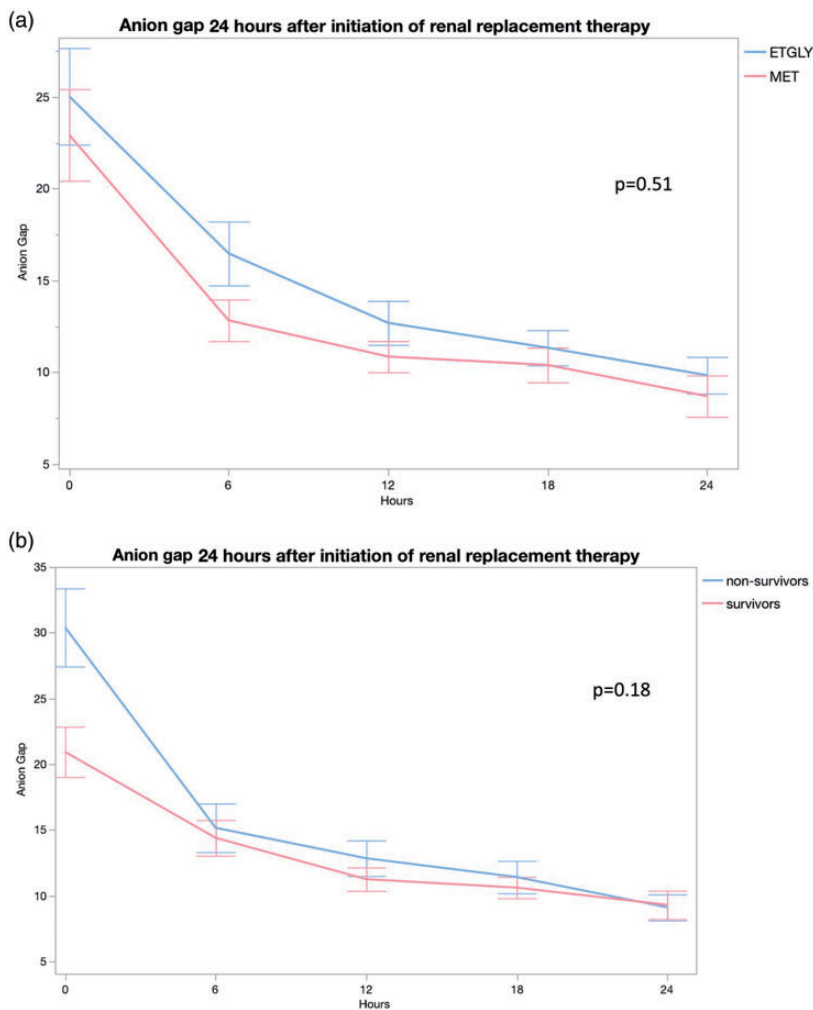 (a)
Anion gap 24 hours after initiation of renal replacement therapy
ETGLY
MET
25
20
15
10
5
Anion Gap
p=0.51
0 6 12 18 24
Hours
(b)
Anion gap 24 hours after initiation of renal replacement therapy
non-survivors
survivors
35
30
25
20
15
10
5
Anion Gap
p=0.18
0 6 12 18 24
Hours